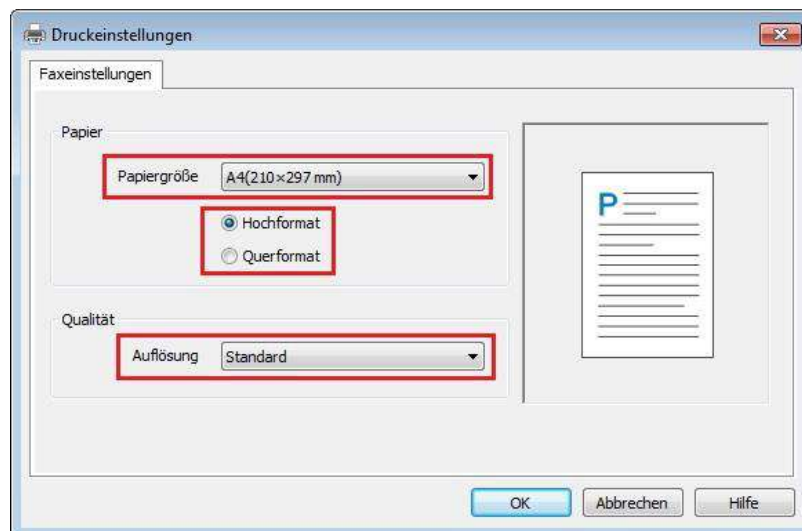 Druckeinstellungen
Faxeinstellungen
Papier
Papiergröße A4(210×297 mm)
Hochformat
Querformat
Qualität
Auflösung Standard
P
OK Abbrechen Hilfe